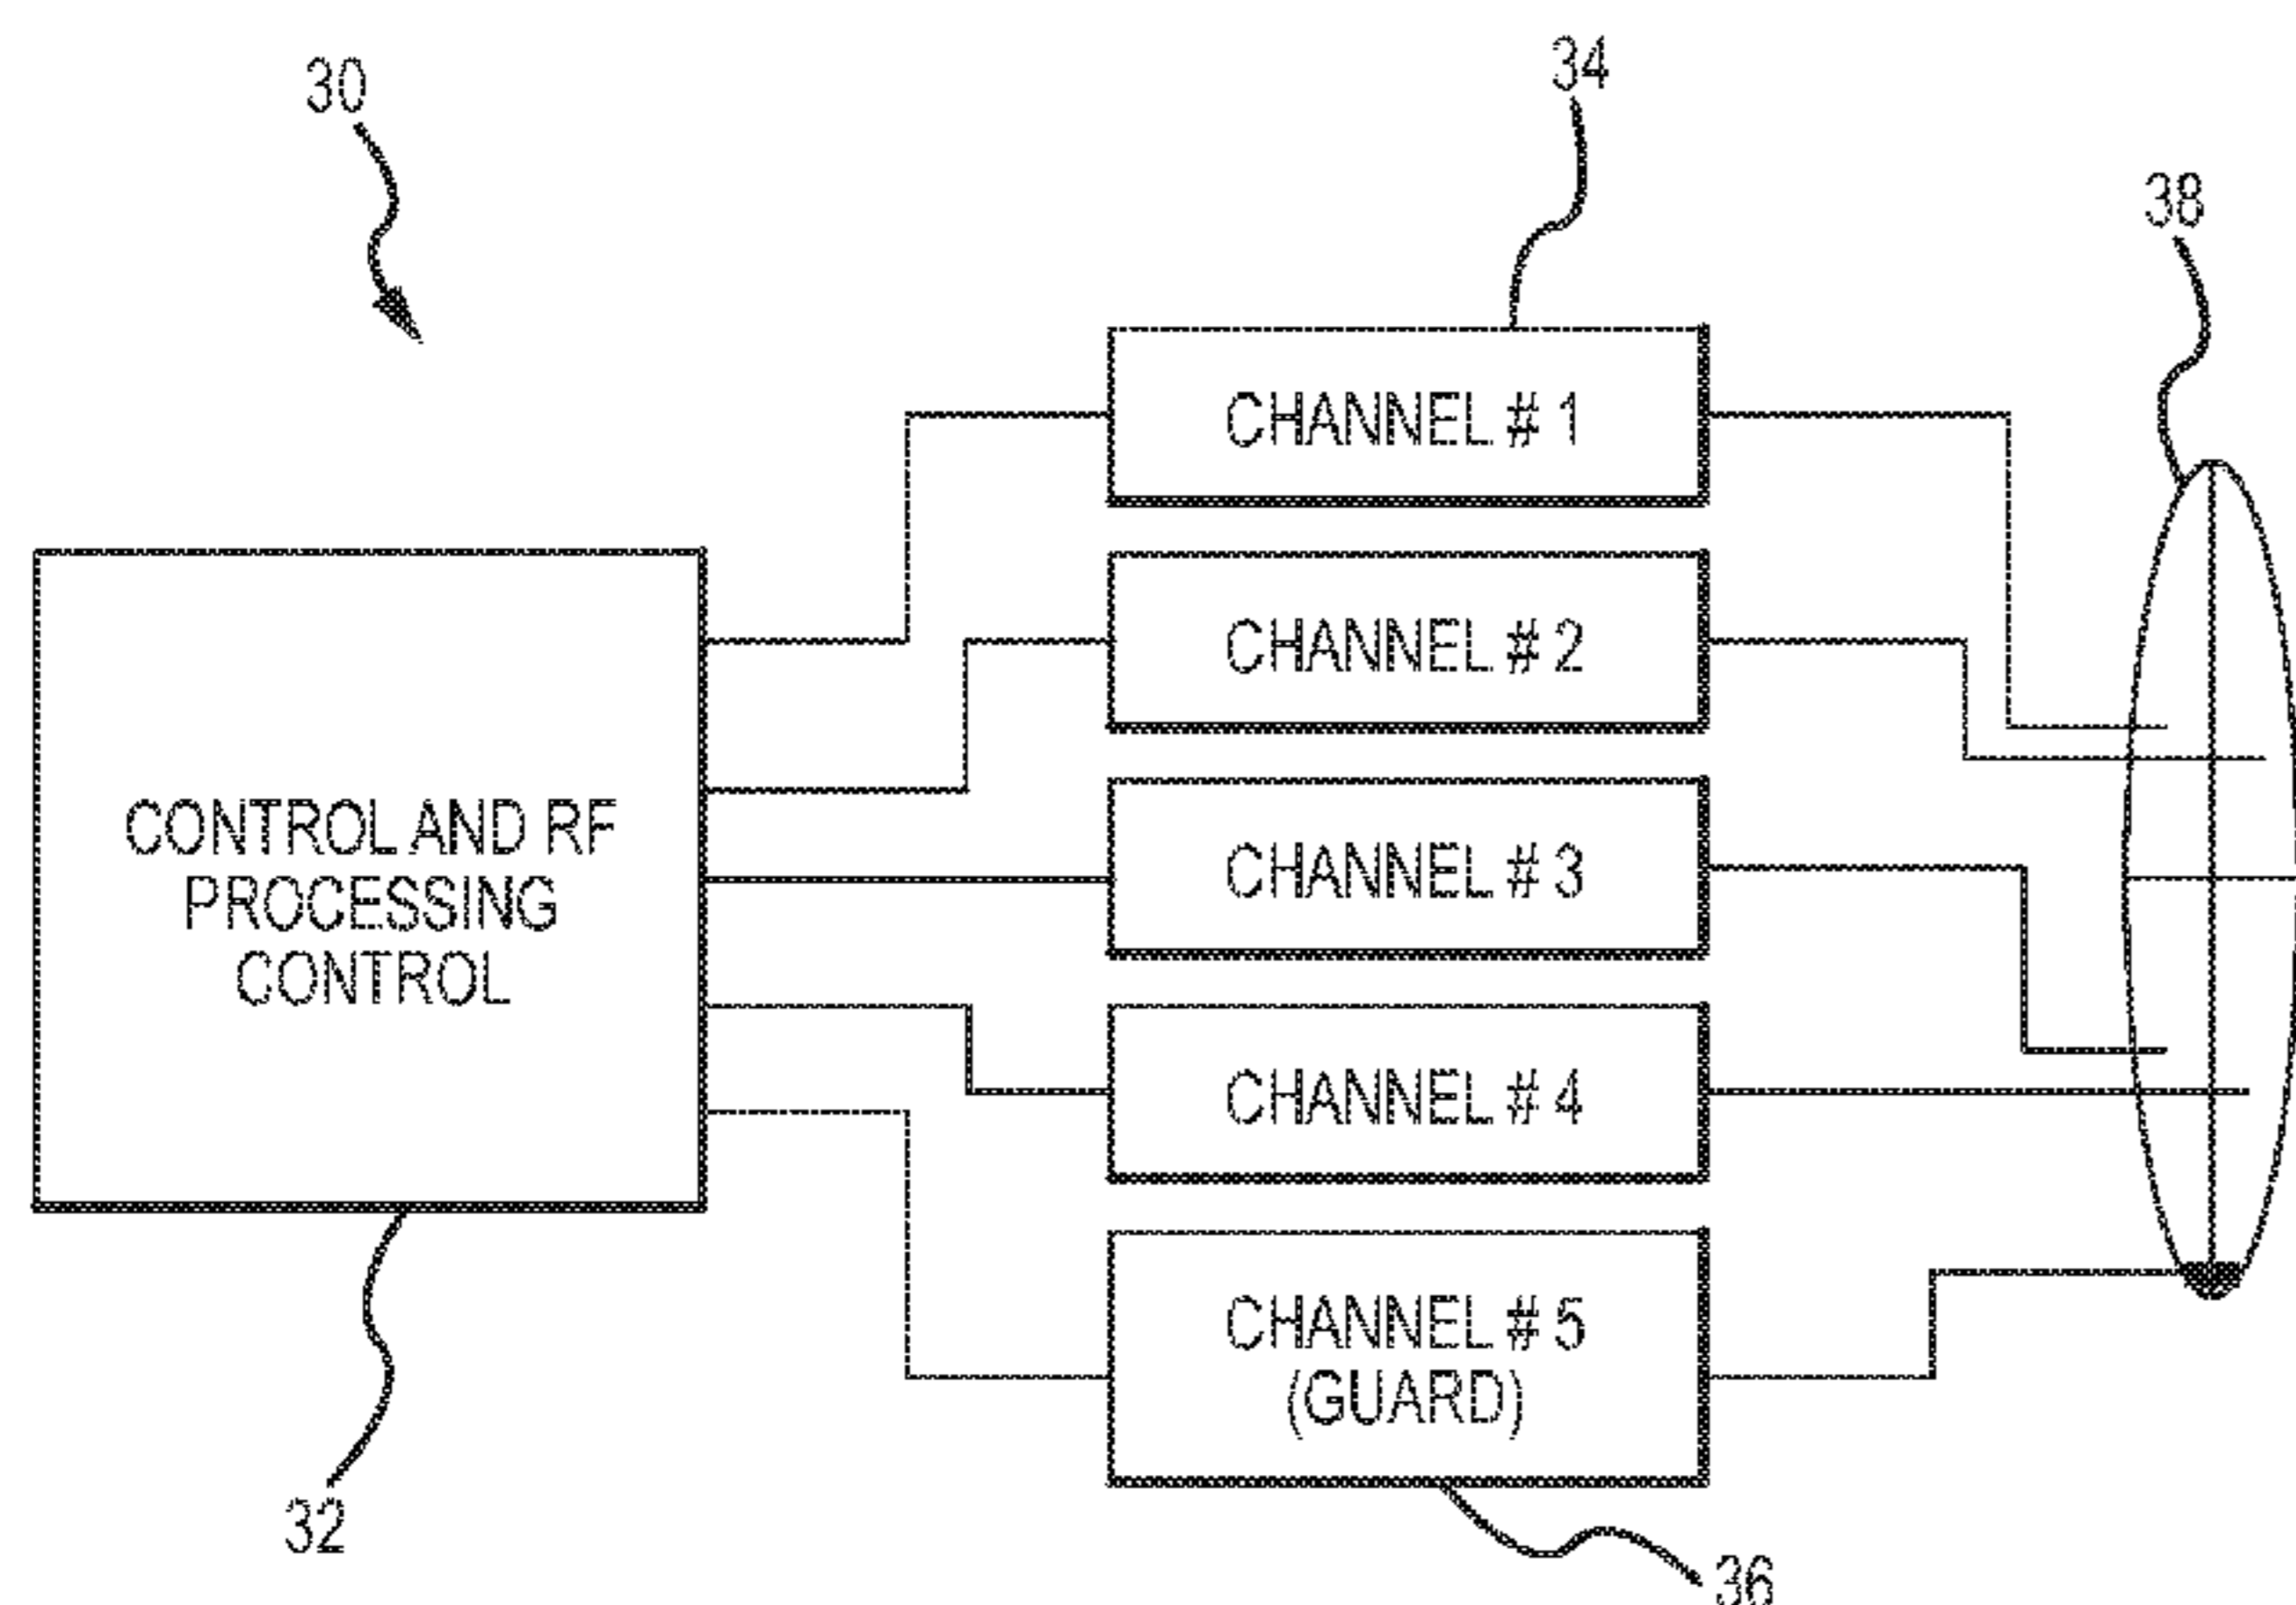 30
34
38
CHANNEL # 1
CHANNEL # 2
CONTROL AND RF
PROCESSING
CONTROL
CHANNEL # 3
CHANNEL # 4
CHANNEL # 5
(GUARD)
32
36